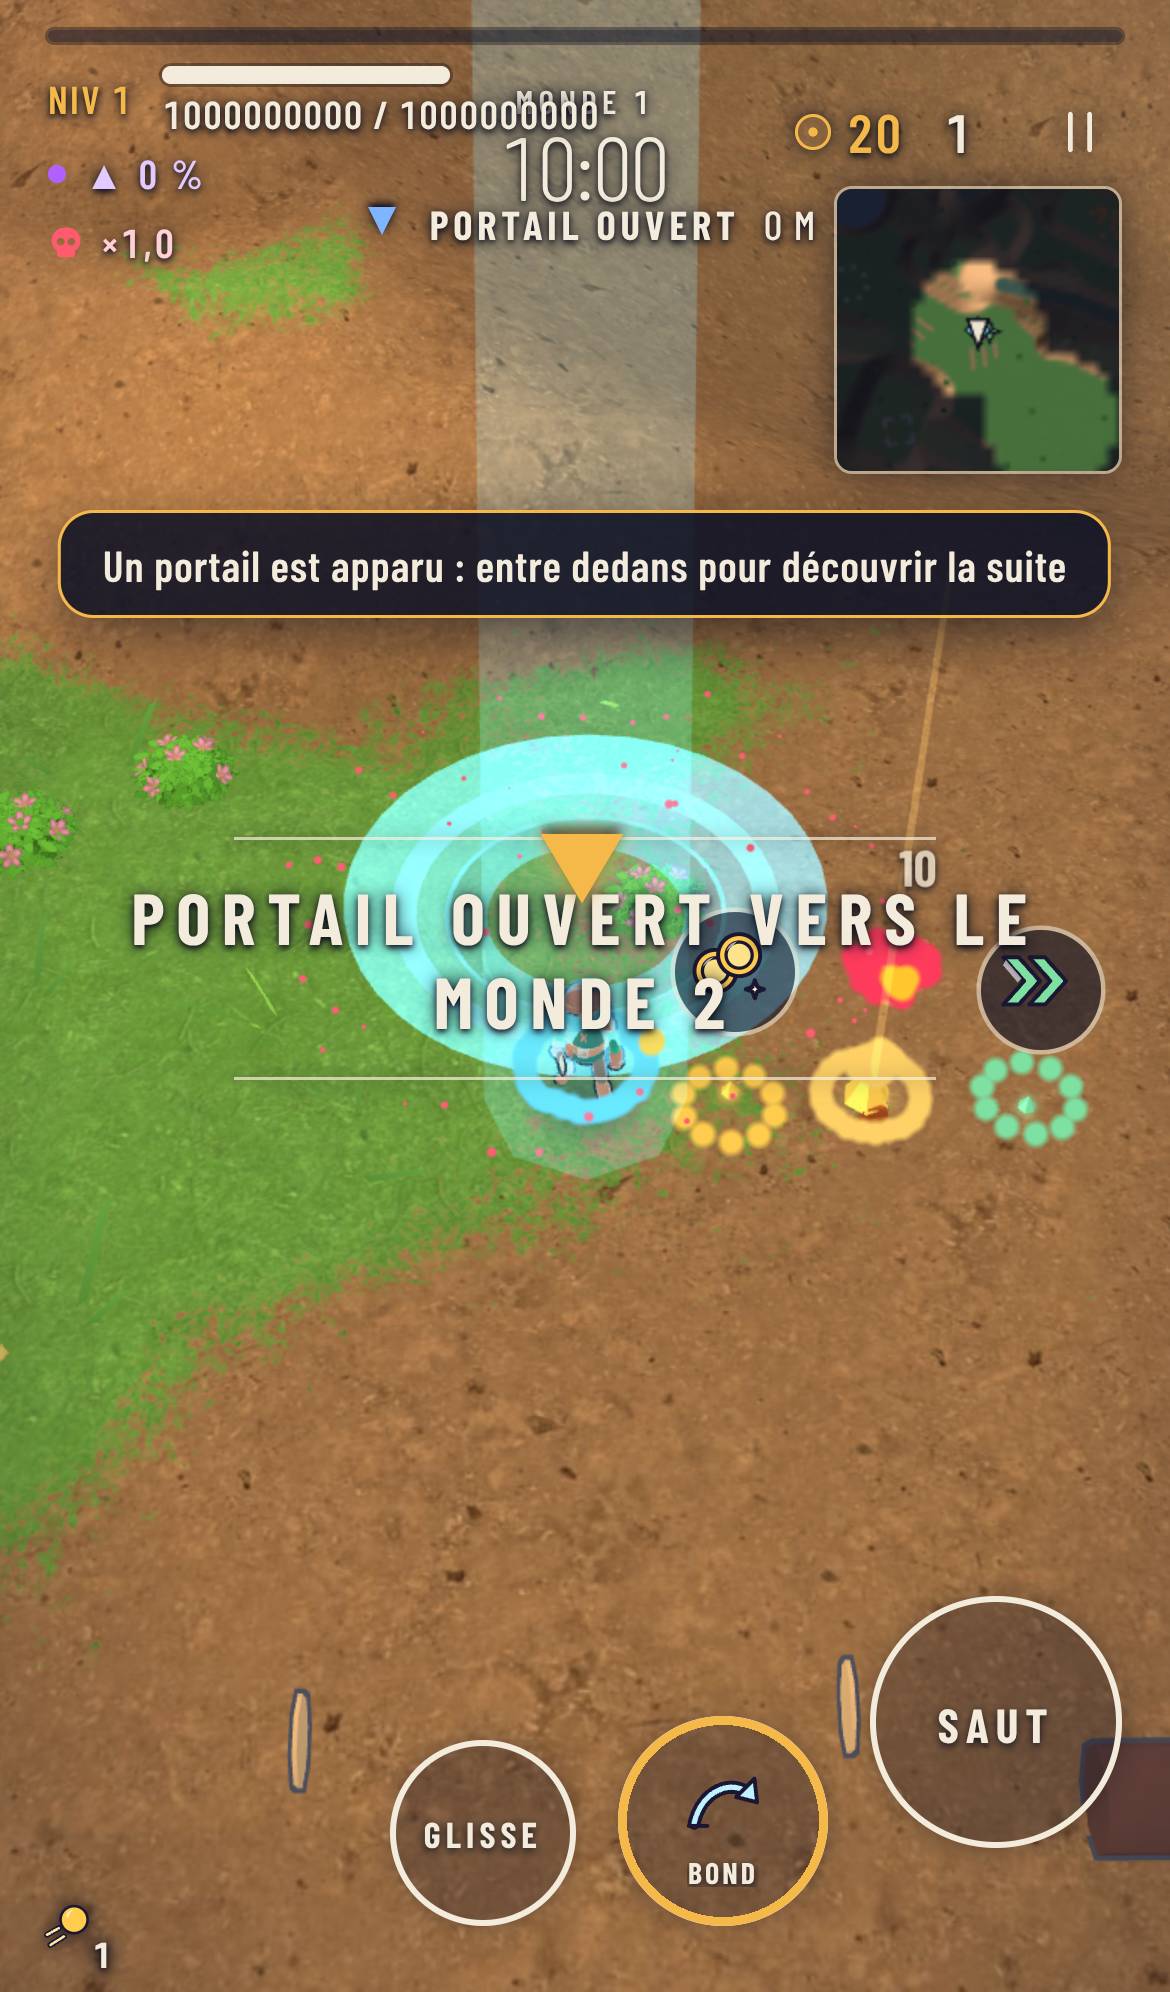 NIV 1
1000000000 / 1000000000
MONDE 1
10:00
20 1
0 %
PORTAIL OUVERT 0 M
×1,0
Un portail est apparu : entre dedans pour découvrir la suite
10
PORTAIL OUVERT VERS LE
MONDE 2
SAUT
GLISSE
BOND
1